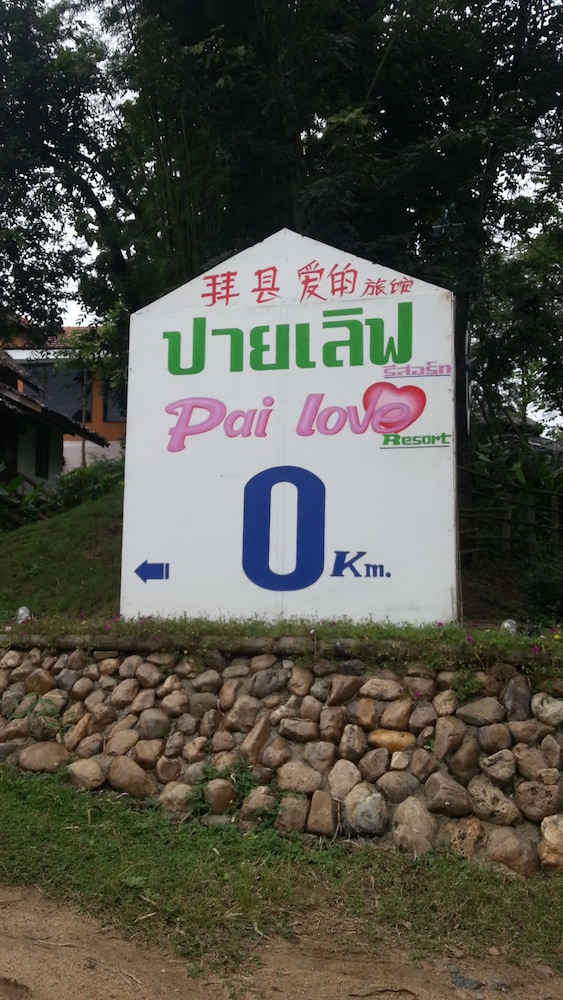 拜县爱的旅馆
ปายเลิฟ
รีสอร์ท
Pai love
Resort
0 Km.